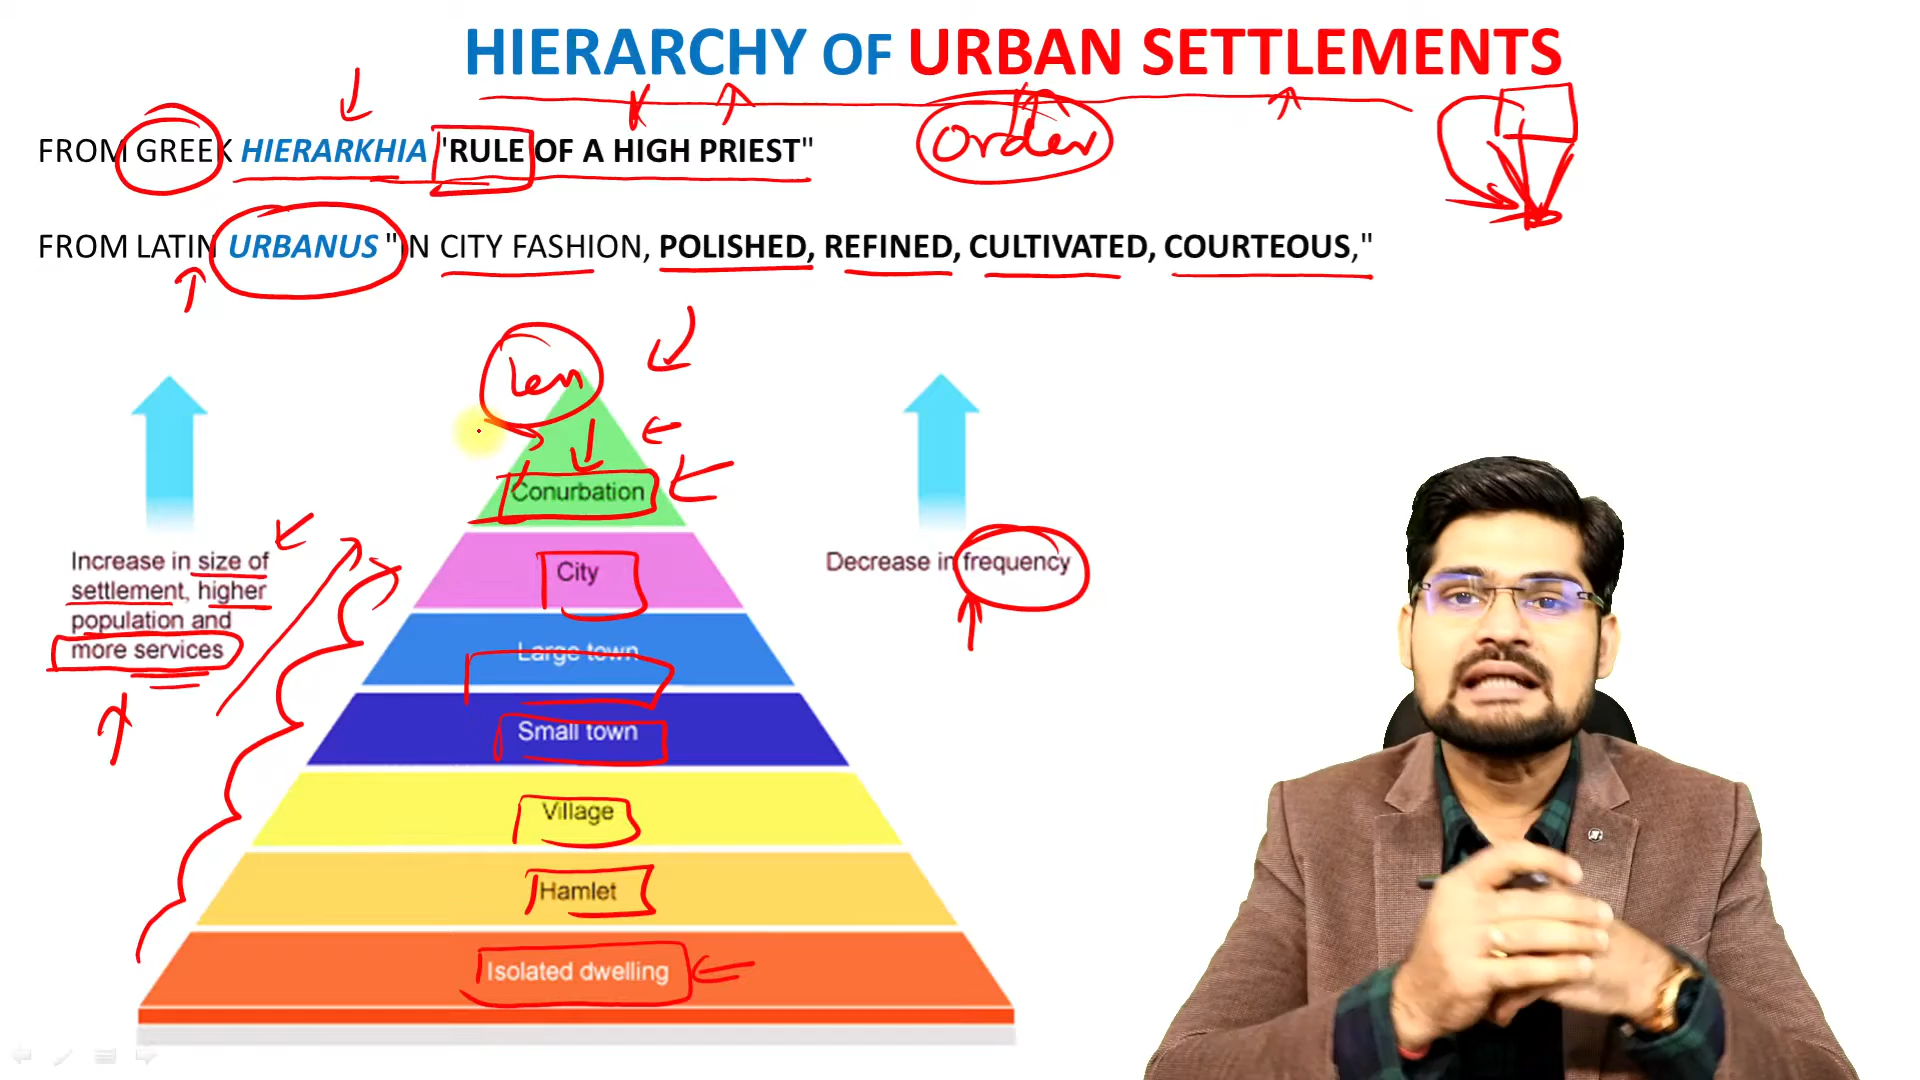 HIERARCHY OF URBAN SETTLEMENTS
FROM GREEK HIERARKHIA "RULE OF A HIGH PRIEST"
Order
FROM LATIN URBANUS "IN CITY FASHION, POLISHED, REFINED, CULTIVATED, COURTEOUS,"
Conurbation
Increase in size of
settlement, higher
population and
more services
Decrease in frequency
City
Large town
Small town
Village
Hamlet
Isolated dwelling